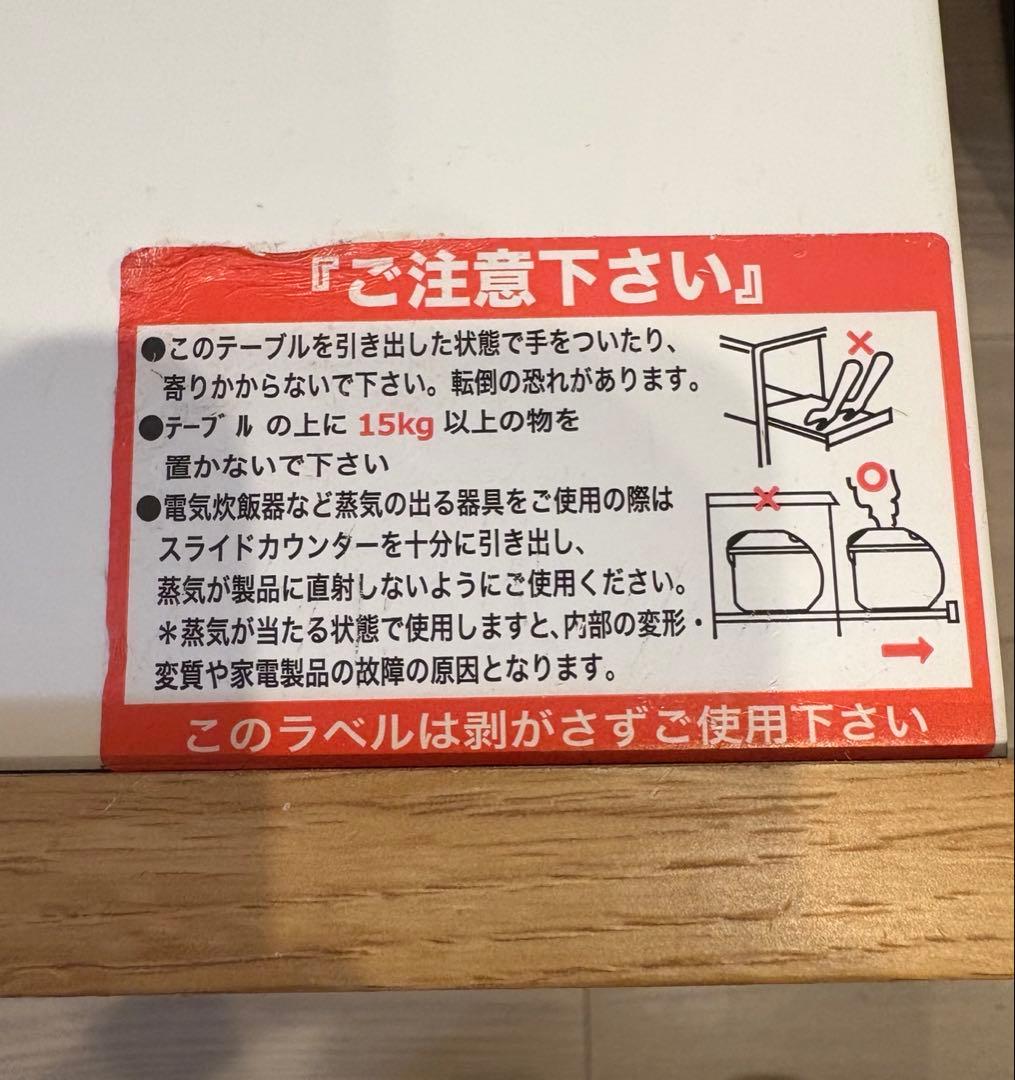 『ご注意下さい』
●このテーブルを引き出した状態で手をついたり、
寄りかからないで下さい。転倒の恐れがあります。
●ﾃｰﾌﾞﾙ の上に 15kg 以上の物を
置かないで下さい
●電気炊飯器など蒸気の出る器具をご使用の際は
スライドカウンターを十分に引き出し、
蒸気が製品に直射しないようにご使用ください。
＊蒸気が当たる状態で使用しますと、内部の変形・
変質や家電製品の故障の原因となります。
このラベルは剥がさずご使用下さい